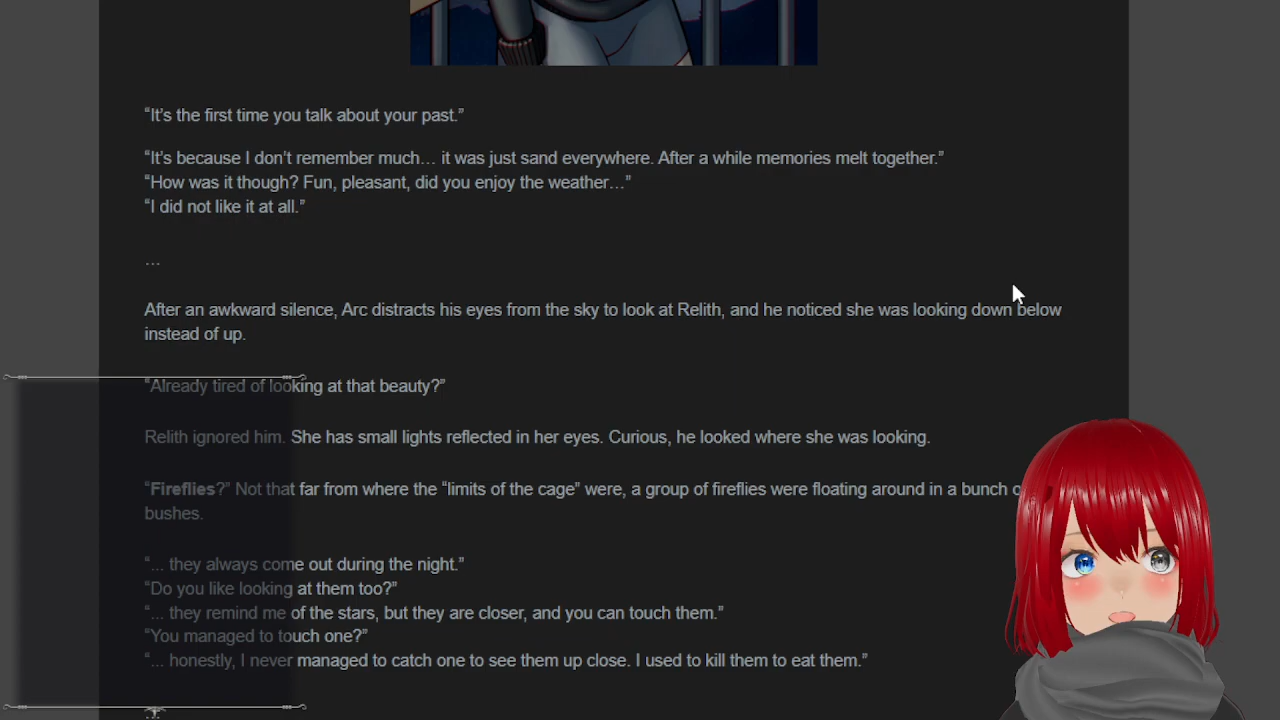 “It’s the first time you talk about your past.”
“It’s because I don’t remember much… it was just sand everywhere. After a while memories melt together.”
“How was it though? Fun, pleasant, did you enjoy the weather…”
“I did not like it at all.”
…
After an awkward silence, Arc distracts his eyes from the sky to look at Relith, and he noticed she was looking down below
instead of up.
“Already tired of looking at that beauty?”
Relith ignored him. She has small lights reflected in her eyes. Curious, he looked where she was looking.
“Fireflies?” Not that far from where the “limits of the cage” were, a group of fireflies were floating around in a bunch
bushes.
“… they always come out during the night.”
“Do you like looking at them too?”
“… they remind me of the stars, but they are closer, and you can touch them.”
“You managed to touch one?”
“… honestly, I never managed to catch one to see them up close. I used to kill them to eat them.”